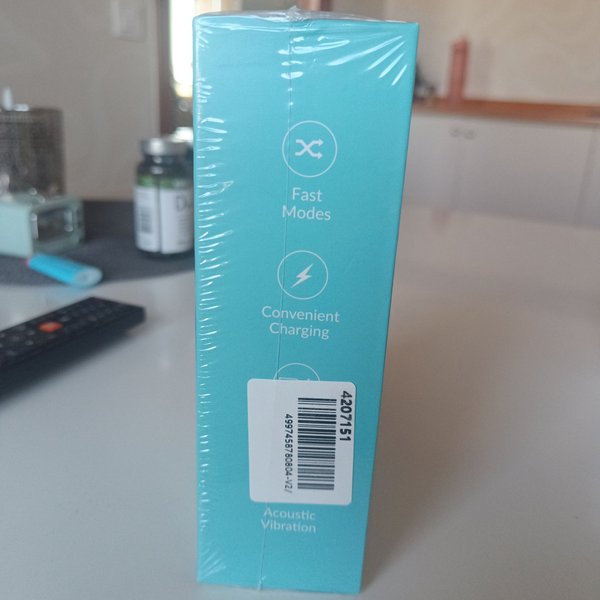 Fast
Modes
Convenient
Charging
4207151
4997458780804-V2/
Acoustic
Vibration